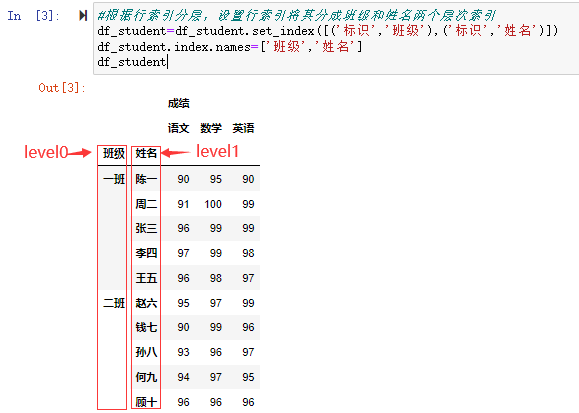 In [3]:
#根据行索引分层，设置行索引将其分成班级和姓名两个层次索引
df_student=df_student.set_index([('标识','班级'),('标识','姓名')])
df_student.index.names=['班级','姓名']
df_student
Out[3]:
成绩
语文 数学 英语
level0 班级 姓名 level1
一班 陈一 90 95 90
周二 91 100 99
张三 96 99 99
李四 97 99 98
王五 96 98 97
二班 赵六 95 97 99
钱七 90 99 96
孙八 93 96 97
何九 94 97 95
顾十 96 96 96